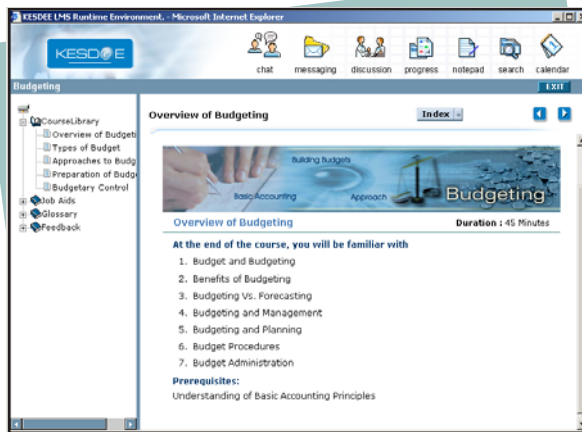 KESDEE LMS Runtime Environment. - Microsoft Internet Explorer
KESDEE
chat messaging discussion progress notepad search calendar
Budgeting EXIT
CourseLibrary
Overview of Budgeti
Types of Budget
Approaches to Budg
Preparation of Budge
Budgetary Control
Job Aids
Glossary
Feedback
Overview of Budgeting Index
Building Budgets
Basic Accounting Approach Budgeting
Overview of Budgeting Duration : 45 Minutes
At the end of the course, you will be familiar with
1. Budget and Budgeting
2. Benefits of Budgeting
3. Budgeting Vs. Forecasting
4. Budgeting and Management
5. Budgeting and Planning
6. Budget Procedures
7. Budget Administration
Prerequisites:
Understanding of Basic Accounting Principles